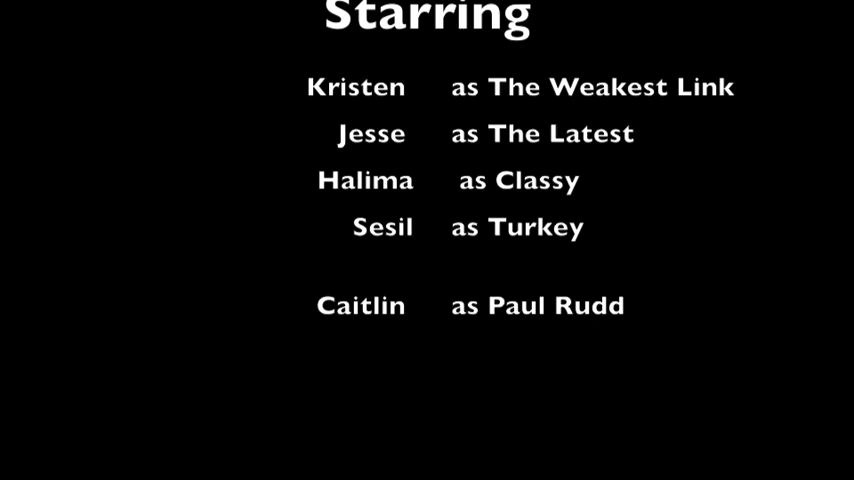 Starring
Kristen as The Weakest Link
Jesse as The Latest
Halima as Classy
Sesil as Turkey
Caitlin as Paul Rudd